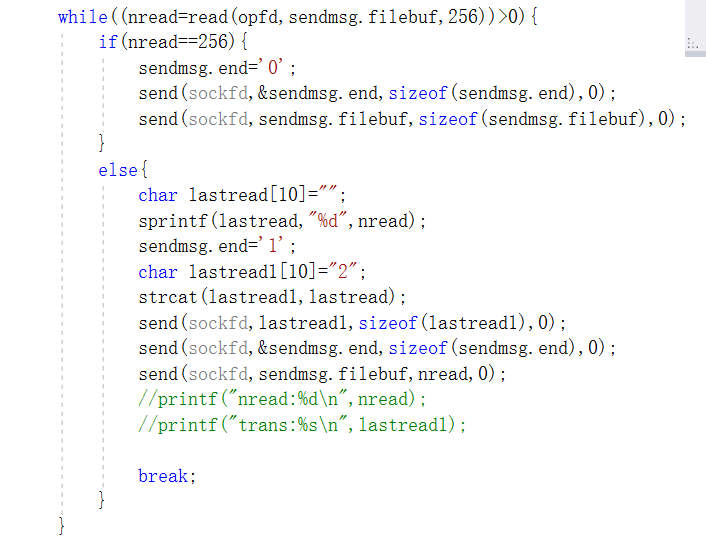 while((nread=read(opfd,sendmsg.filebuf,256))>0){
if(nread==256){
sendmsg.end='0';
send(sockfd,&sendmsg.end,sizeof(sendmsg.end),0);
send(sockfd,sendmsg.filebuf,sizeof(sendmsg.filebuf),0);
}
else{
char lastread[10]="";
sprintf(lastread,"%d",nread);
sendmsg.end='1';
char lastread1[10]="2";
strcat(lastread1,lastread);
send(sockfd,lastread1,sizeof(lastread1),0);
send(sockfd,&sendmsg.end,sizeof(sendmsg.end),0);
send(sockfd,sendmsg.filebuf,nread,0);
//printf("nread:%d\n",nread);
//printf("trans:%s\n",lastread1);
break;
}
}